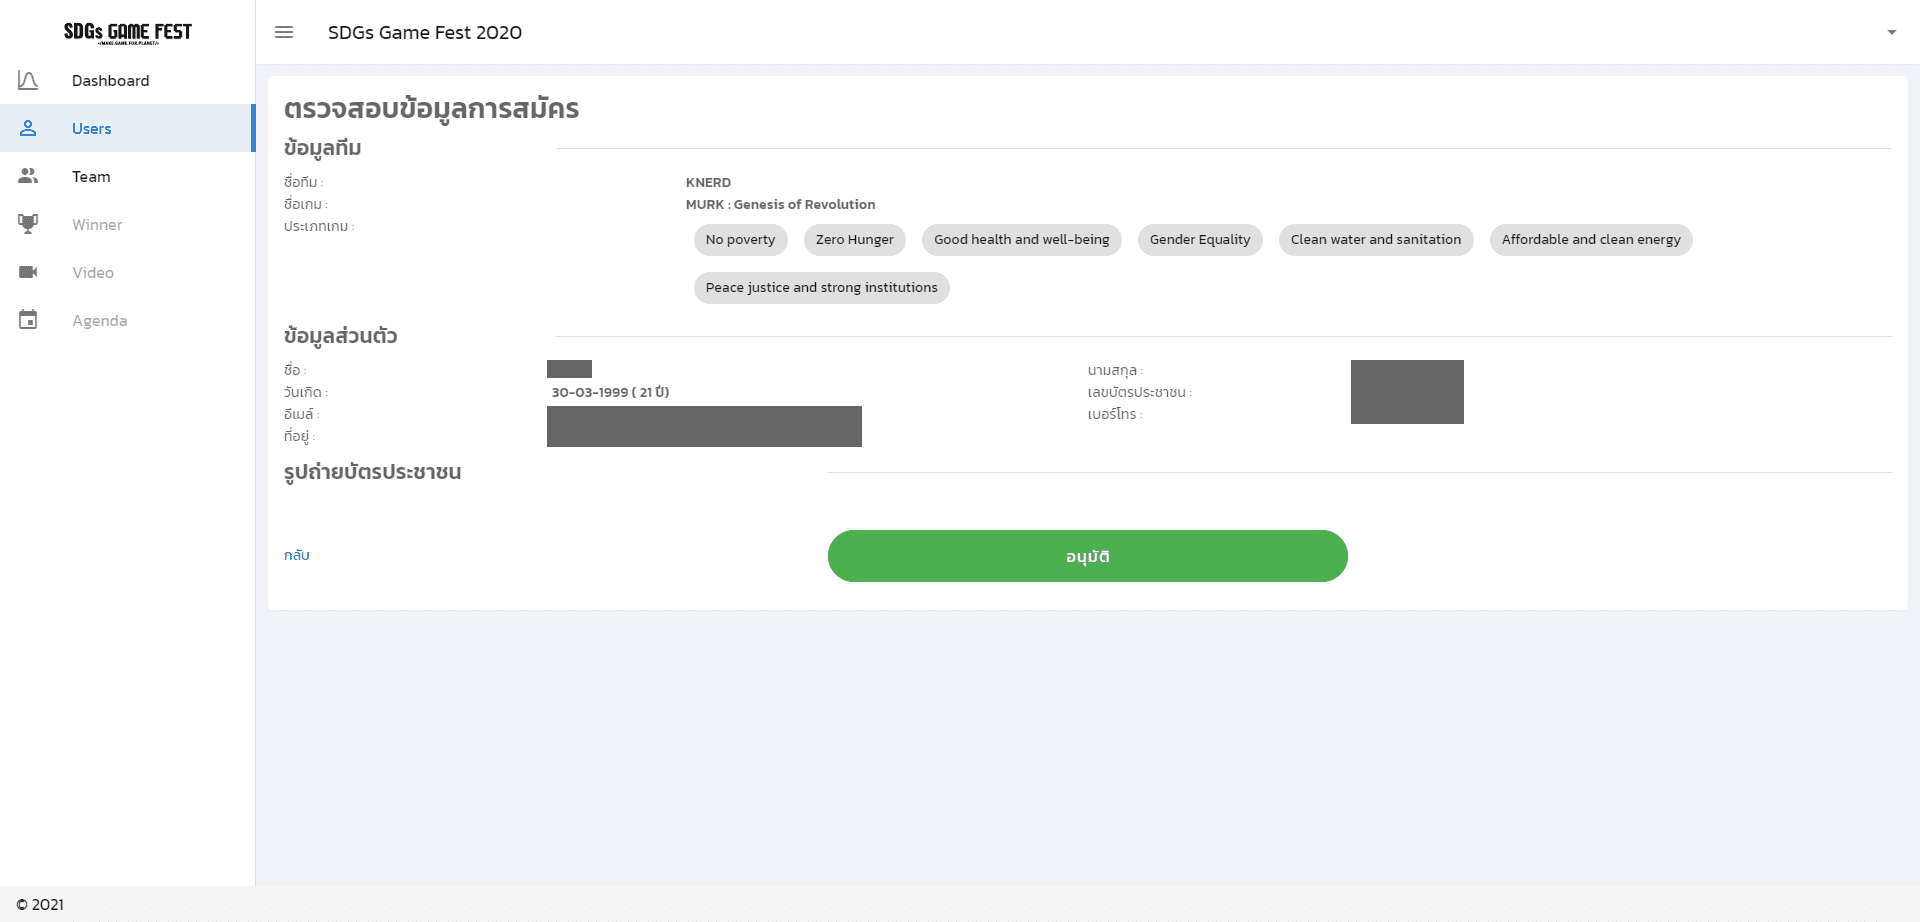 SDGs GAME FEST
</MAKE.GAME.FOR.PLANET/>
SDGs Game Fest 2020
Dashboard
Users
Team
Winner
Video
Agenda
ตรวจสอบข้อมูลการสมัคร
ข้อมูลทีม
ชื่อทีม : KNERD
ชื่อเกม : MURK : Genesis of Revolution
ประเภทเกม : No poverty Zero Hunger Good health and well-being Gender Equality Clean water and sanitation Affordable and clean energy
Peace justice and strong institutions
ข้อมูลส่วนตัว
ชื่อ : นามสกุล :
วันเกิด : 30-03-1999 ( 21 ปี) เลขบัตรประชาชน :
อีเมล์ : เบอร์โทร :
ที่อยู่ :
รูปถ่ายบัตรประชาชน
กลับ อนุมัติ
© 2021